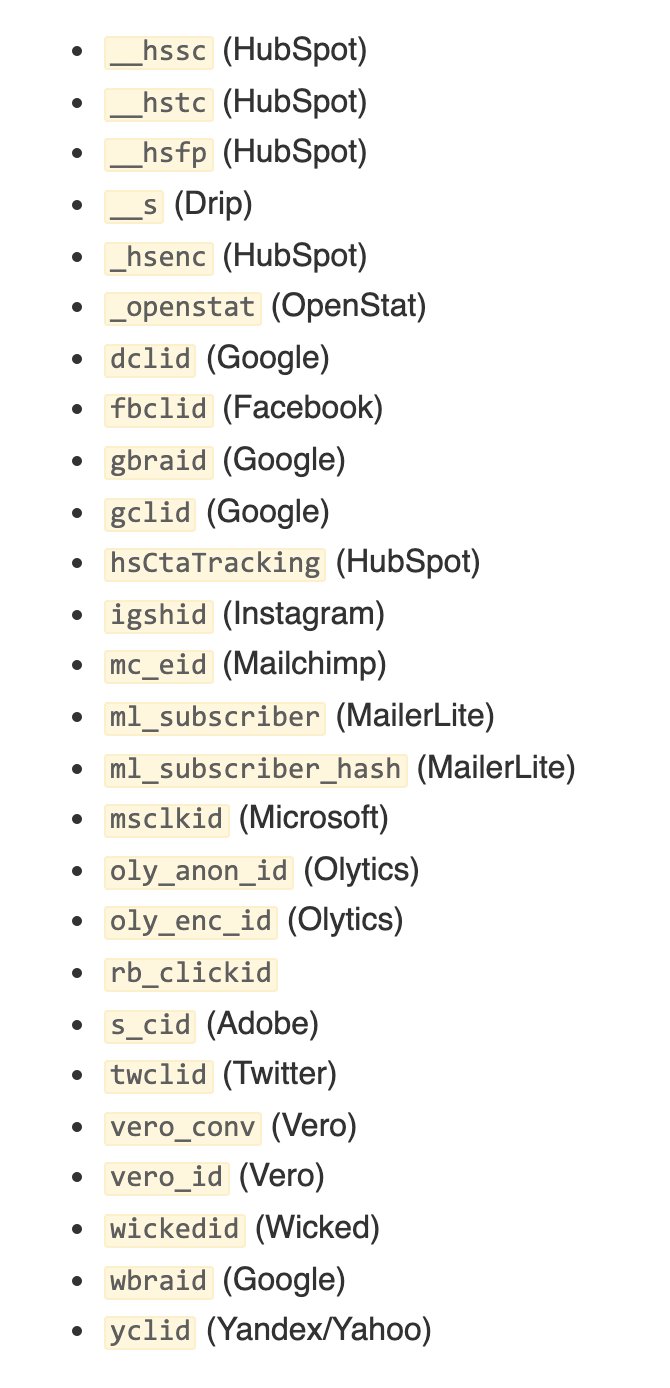 __hssc (HubSpot)
__hstc (HubSpot)
__hsfp (HubSpot)
__s (Drip)
_hsenc (HubSpot)
_openstat (OpenStat)
dclid (Google)
fbclid (Facebook)
gbraid (Google)
gclid (Google)
hsCtaTracking (HubSpot)
igshid (Instagram)
mc_eid (Mailchimp)
ml_subscriber (MailerLite)
ml_subscriber_hash (MailerLite)
msclkid (Microsoft)
oly_anon_id (Olytics)
oly_enc_id (Olytics)
rb_clickid
s_cid (Adobe)
twclid (Twitter)
vero_conv (Vero)
vero_id (Vero)
wickedid (Wicked)
wbraid (Google)
yclid (Yandex/Yahoo)